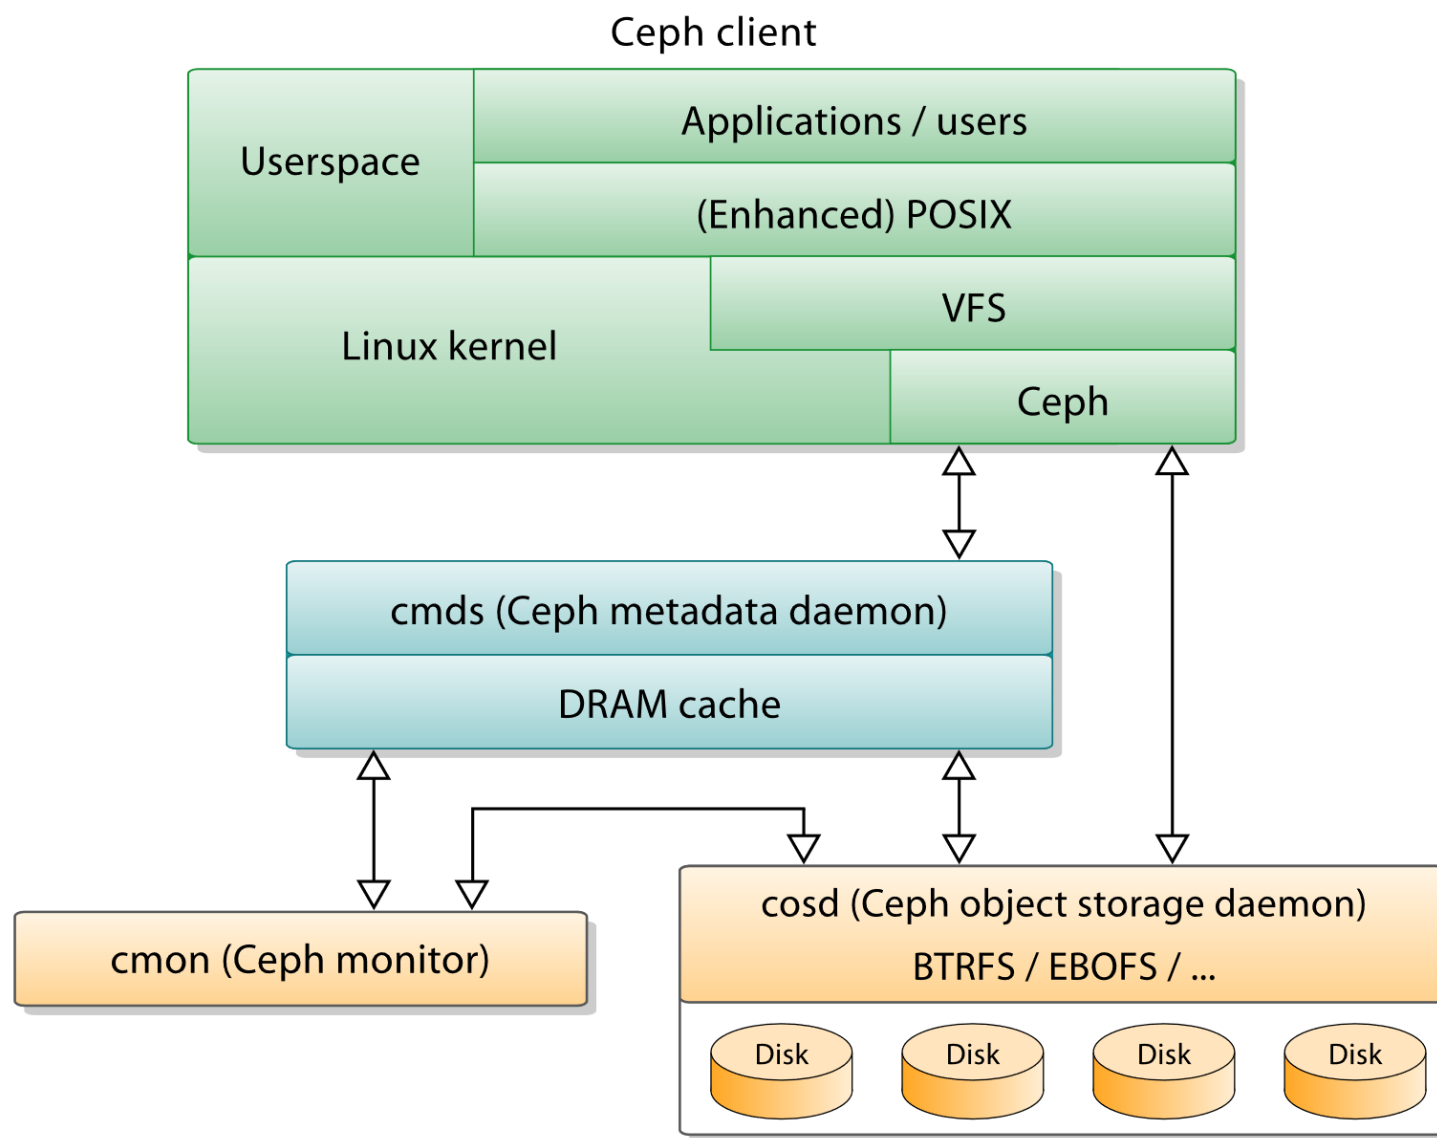 Ceph client
Userspace
Applications / users
(Enhanced) POSIX
Linux kernel
VFS
Ceph
cmds (Ceph metadata daemon)
DRAM cache
cmon (Ceph monitor)
cosd (Ceph object storage daemon)
BTRFS / EBOFS / ...
Disk
Disk
Disk
Disk